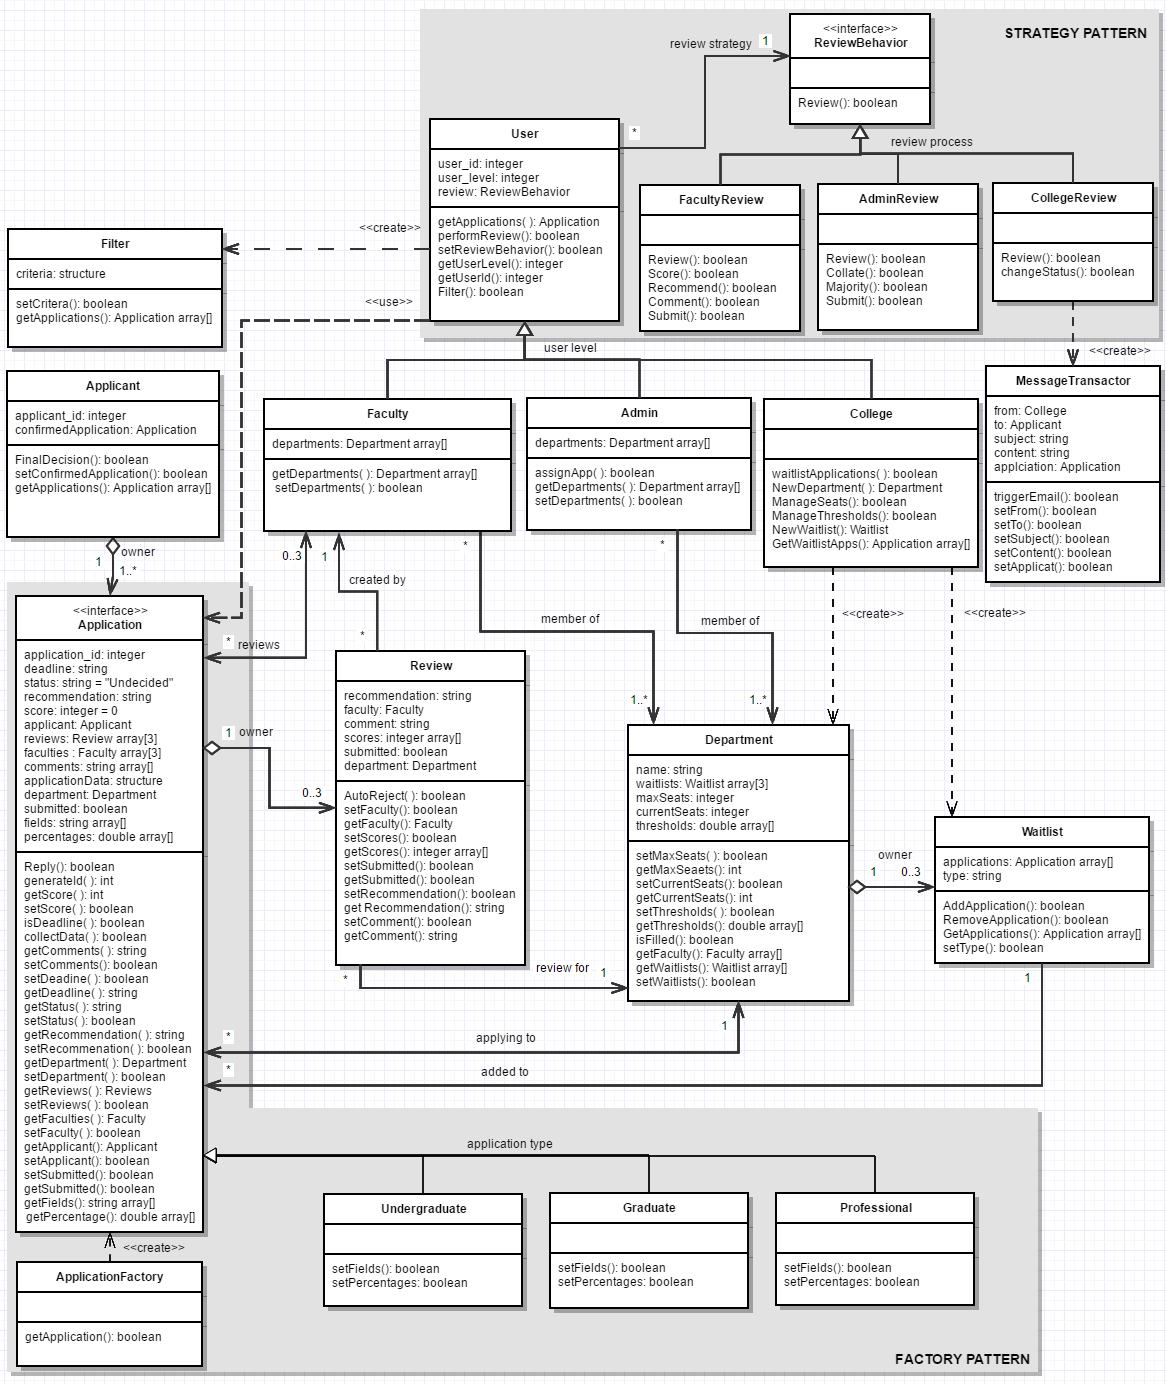 STRATEGY PATTERN
<<interface>>
ReviewBehavior
Review(): boolean
review strategy
1
*
review process
User
user_id: integer
user_level: integer
review: ReviewBehavior
getApplications( ): Application
performReview(): boolean
setReviewBehavior(): boolean
getUserLevel(): integer
getUserId(): integer
Filter(): boolean
FacultyReview
Review(): boolean
Score(): boolean
Recommend(): boolean
Comment(): boolean
Submit(): boolean
AdminReview
Review(): boolean
Collate(): boolean
Majority(): boolean
Submit(): boolean
CollegeReview
Review(): boolean
changeStatus(): boolean
<<create>>
<<use>>
Filter
criteria: structure
setCritera(): boolean
getApplications(): Application array[]
user level
<<create>>
Applicant
applicant_id: integer
confirmedApplication: Application
FinalDecision(): boolean
setConfirmedApplication(): boolean
getApplications(): Application array[]
Faculty
departments: Department array[]
getDepartments( ): Department array[]
setDepartments( ): boolean
Admin
departments: Department array[]
assignApp(): boolean
getDepartments( ): Department array[]
setDepartments( ): boolean
College
waitlistApplications( ): boolean
NewDepartment( ): Department
ManageSeats(): boolean
ManageThresholds(): boolean
NewWaitlist(): Waitlist
GetWaitlistApps(): Application array[]
MessageTransactor
from: College
to: Applicant
subject: string
content: string
applciation: Application
triggerEmail(): boolean
setFrom(): boolean
setTo(): boolean
setSubject(): boolean
setContent(): boolean
setApplicat(): boolean
owner
1
1..*
0..3
1
created by
*
*
*
member of
member of
<<create>>
<<create>>
* reviews
1..*
1..*
<<interface>>
Application
application_id: integer
deadline: string
status: string = "Undecided"
recommendation: string
score: integer = 0
applicant: Applicant
reviews: Review array[3]
faculties : Faculty array[3]
comments: string array[]
applicationData: structure
department: Department
submitted: boolean
fields: string array[]
percentages: double array[]
Reply(): boolean
generateId( ): int
getScore( ): int
setScore( ): boolean
isDeadline( ): boolean
collectData( ): boolean
getComments( ): string
setComments(): boolean
setDeadine( ): boolean
getDeadline( ): string
getStatus( ): string
setStatus( ): boolean
getRecommendation( ): string
setRecommenation( ): boolean
getDepartment( ): Department
setDepartment( ): boolean
getReviews( ): Reviews
setReviews( ): boolean
getFaculties( ): Faculty
setFaculty( ): boolean
getApplicant(): Applicant
setApplicant(): boolean
setSubmitted(): boolean
getSubmitted(): boolean
getFields(): string array[]
getPercentage(): double array[]
1 owner
0..3
Review
recommendation: string
faculty: Faculty
comment: string
scores: integer array[]
submitted: boolean
department: Department
AutoReject( ): boolean
setFaculty(): boolean
getFaculty(): Faculty
setScores(): boolean
getScores(): integer array[]
setSubmitted(): boolean
getSubmitted(): boolean
setRecommendation(): boolean
get Recommendation(): string
setComment(): boolean
getComment(): string
Department
name: string
waitlists: Waitlist array[3]
maxSeats: integer
currentSeats: integer
thresholds: double array[]
setMaxSeats( ): boolean
getMaxSeaets(): int
setCurrentSeats(): boolean
getCurrentSeats(): int
setThresholds( ): boolean
getThresholds(): double array[]
isFilled(): boolean
getFaculty(): Faculty array[]
getWaitlists(): Waitlist array[]
setWaitlists(): boolean
owner
1
0..3
Waitlist
applications: Application array[]
type: string
AddApplication(): boolean
RemoveApplication(): boolean
GetApplications(): Application array[]
setType(): boolean
*
review for
1
1
1
*
applying to
*
added to
application type
Undergraduate
setFields(): boolean
setPercentages: boolean
Graduate
setFields(): boolean
setPercentages: boolean
Professional
setFields(): boolean
setPercentages: boolean
<<create>>
ApplicationFactory
getApplication(): boolean
FACTORY PATTERN